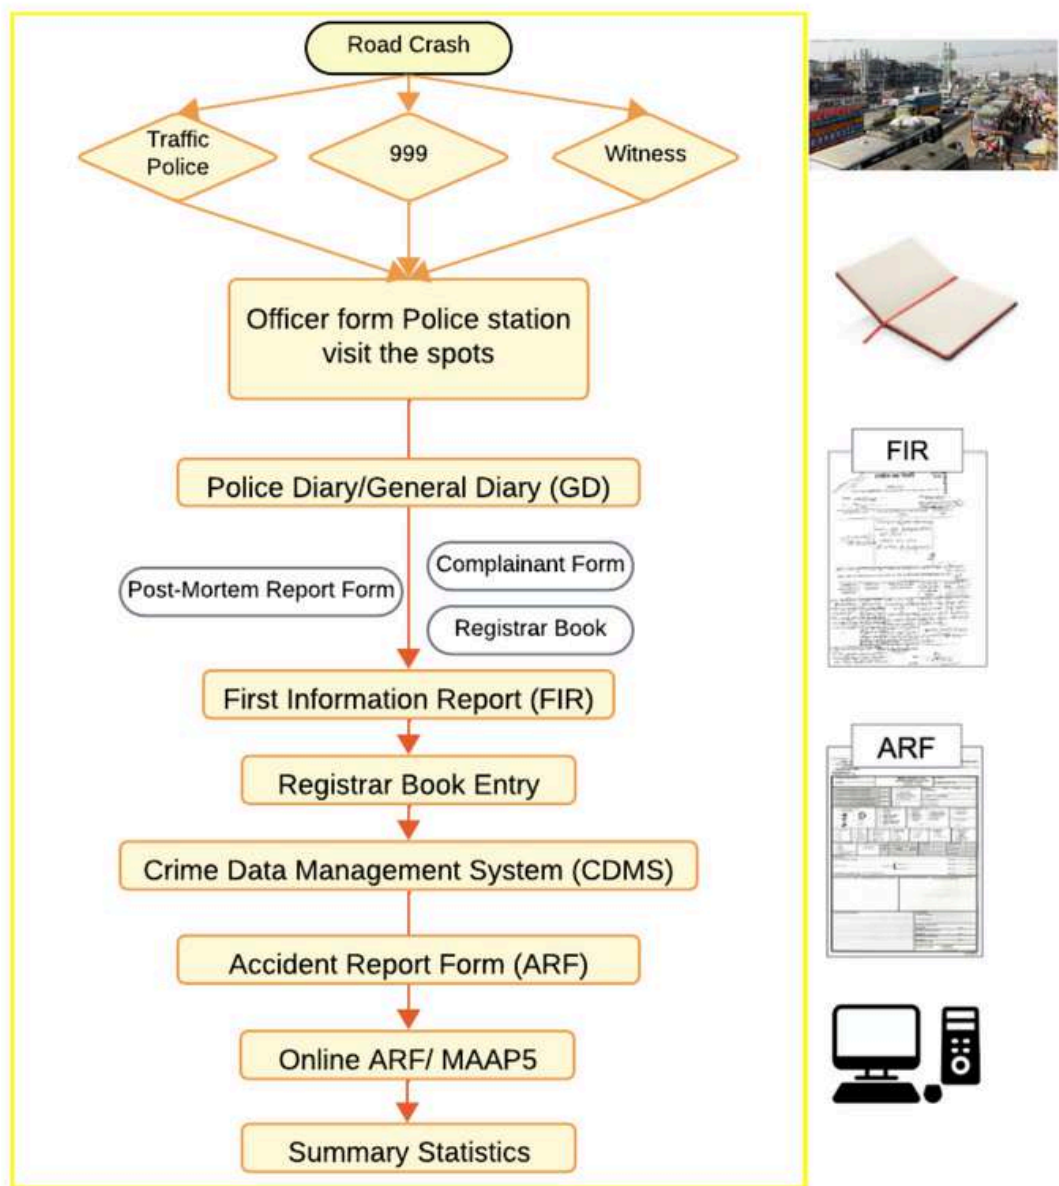 Road Crash
Traffic
Police
999
Witness
Officer form Police station
visit the spots
Police Diary/General Diary (GD)
Complainant Form
Post-Mortem Report Form
Registrar Book
First Information Report (FIR)
Registrar Book Entry
Crime Data Management System (CDMS)
Accident Report Form (ARF)
Online ARF/ MAAP5
Summary Statistics
FIR
ARF